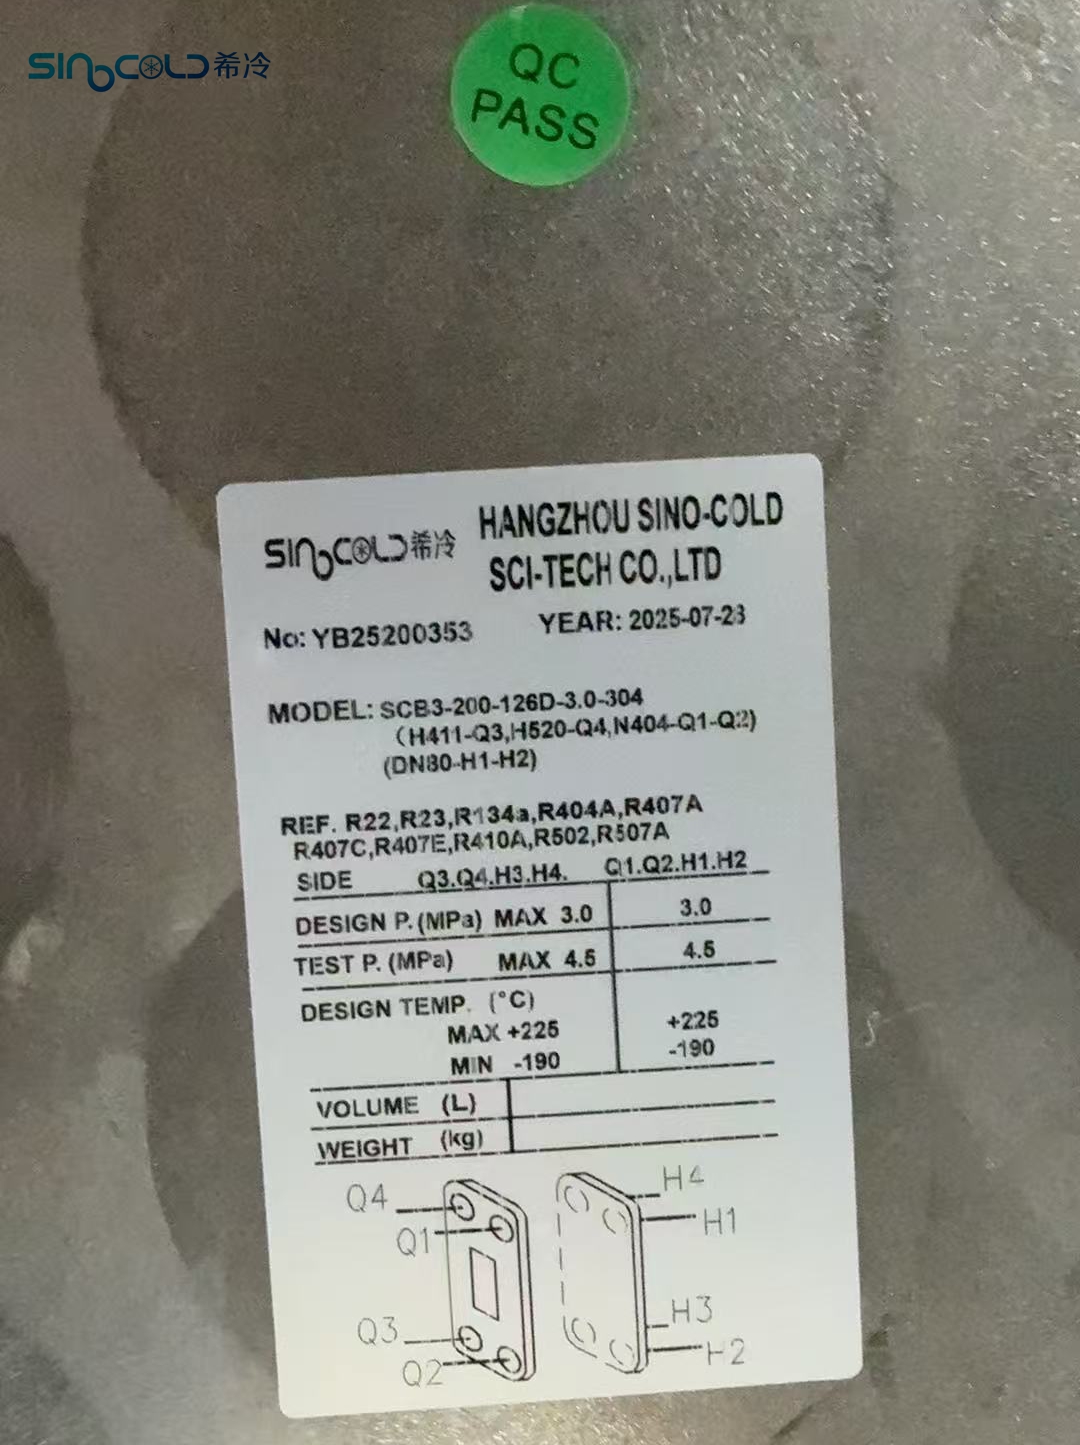 SINOCOLD希冷
QC
PASS
SINOCOLD希冷
HANGZHOU SINO-COLD
SCI-TECH CO.,LTD
No: YB25200353 YEAR: 2025-07-23
MODEL: SCB3-200-126D-3.0-304
(H411-Q3,H520-Q4,N404-Q1-Q2)
(DN80-H1-H2)
REF. R22,R23,R134a,R404A,R407A
R407C,R407E,R410A,R502,R507A
SIDE Q3.Q4.H3.H4. Q1.Q2.H1.H2
DESIGN P.(MPa) MAX 3.0 3.0
TEST P. (MPa) MAX 4.5 4.5
DESIGN TEMP. (°C)
MAX +225 +225
MIN -190 -190
VOLUME (L)
WEIGHT (kg)
Q4 H4
Q1 H1
Q3 H3
Q2 H2